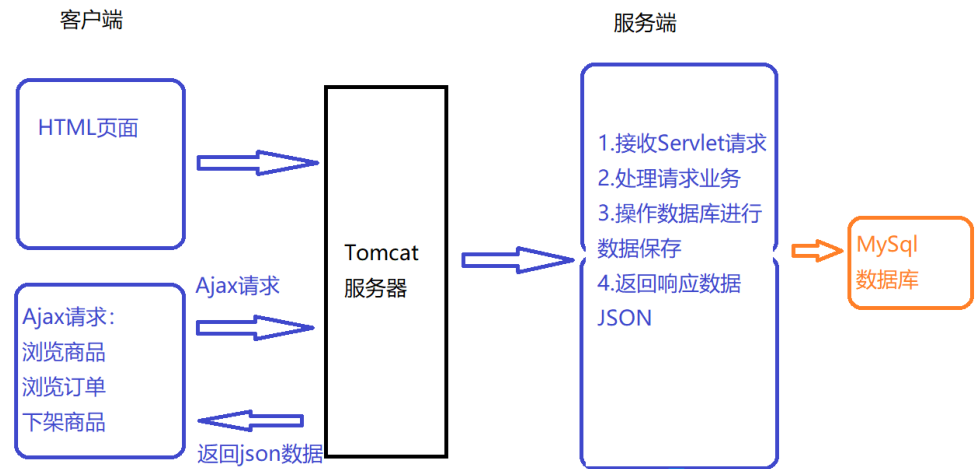 客户端
服务端
HTML页面
Ajax请求:
浏览商品
浏览订单
下架商品
Ajax请求
返回json数据
Tomcat
服务器
1.接收Servlet请求
2.处理请求业务
3.操作数据库进行
数据保存
4.返回响应数据
JSON
MySql
数据库